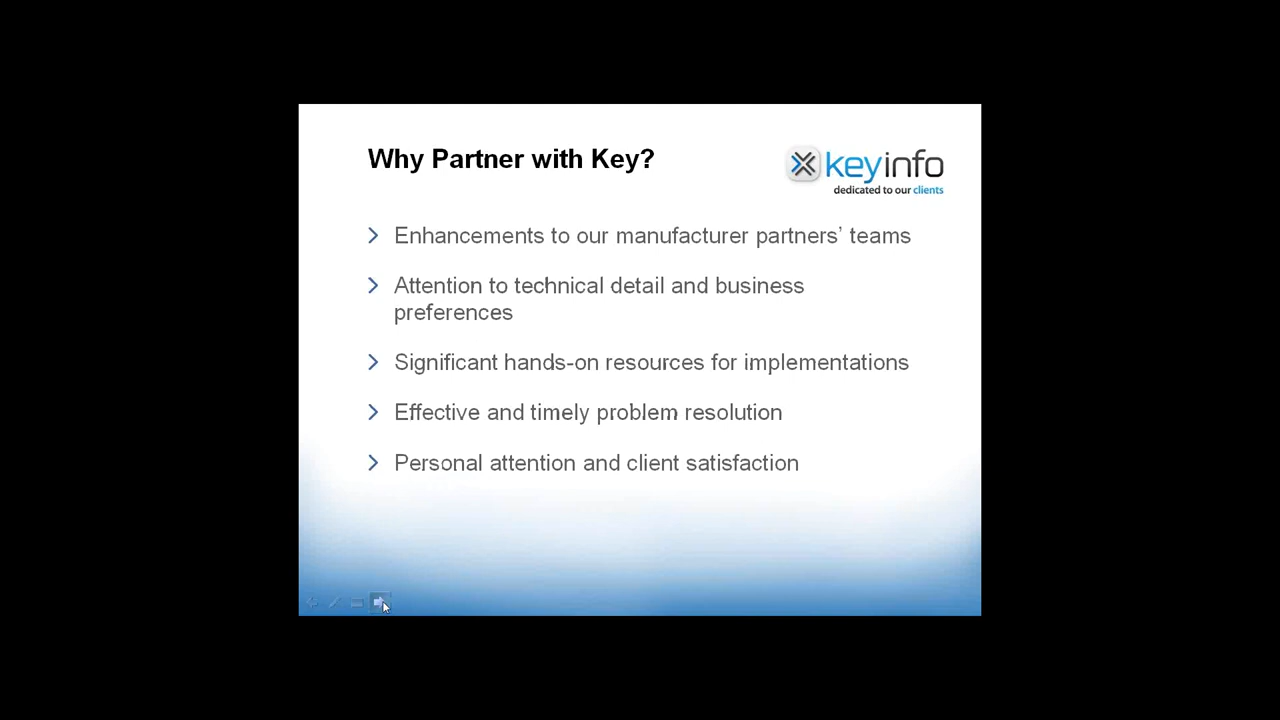 Why Partner with Key?
keyinfo
dedicated to our clients
Enhancements to our manufacturer partners’ teams
Attention to technical detail and business
preferences
Significant hands-on resources for implementations
Effective and timely problem resolution
Personal attention and client satisfaction